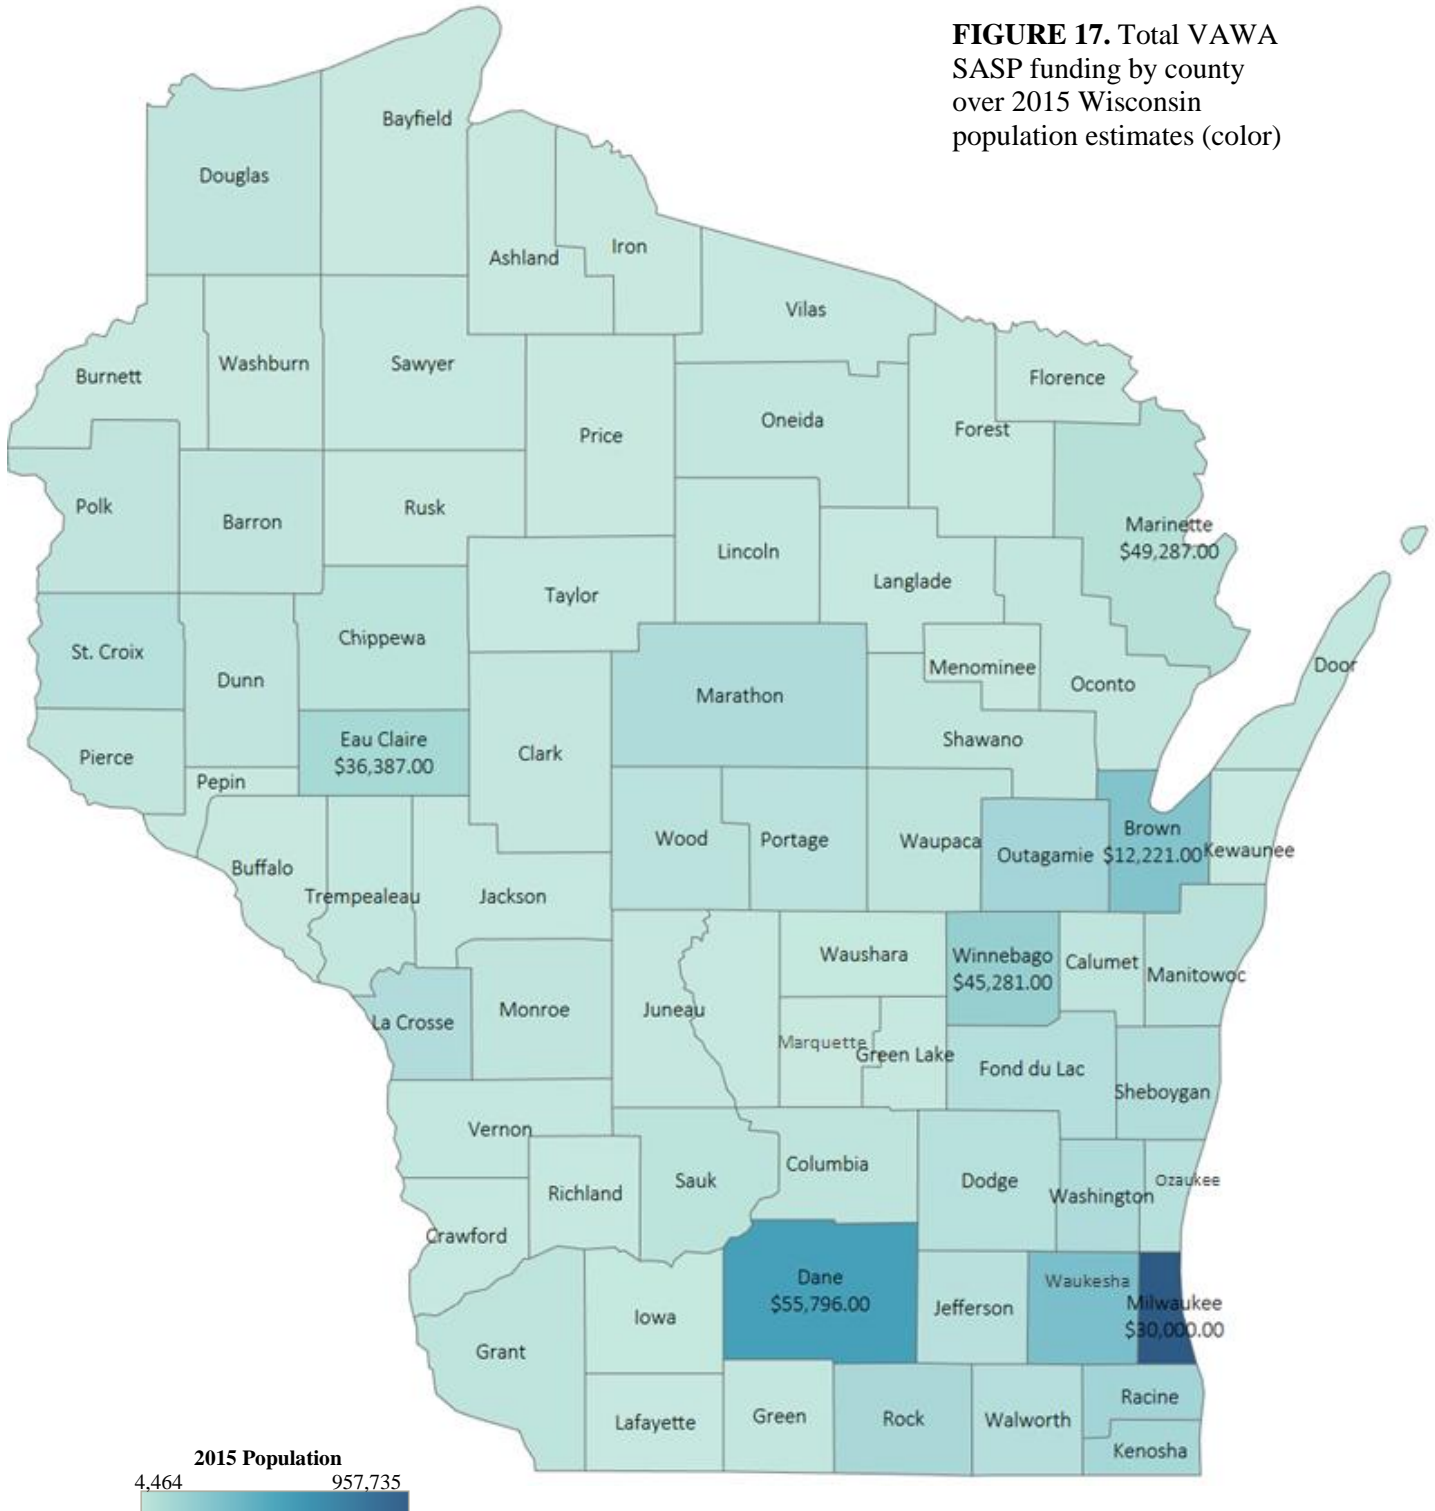 FIGURE 17. Total VAWA
SASP funding by county
over 2015 Wisconsin
population estimates (color)
Bayfield
Douglas
Ashland
Iron
Vilas
Burnett
Washburn
Sawyer
Florence
Price
Oneida
Forest
Polk
Barron
Rusk
Marinette
$49,287.00
Lincoln
Langlade
Taylor
Chippewa
St. Croix
Dunn
Menominee
Oconto
Door
Marathon
Eau Claire
$36,387.00
Clark
Shawano
Pierce
Pepin
Wood
Portage
Waupaca
Outagamie
Brown
$12,221.00
Kewaunee
Buffalo
Trempealeau
Jackson
Waushara
Winnebago
$45,281.00
Calumet
Manitowoc
La Crosse
Monroe
Juneau
Marquette
Green Lake
Fond du Lac
Sheboygan
Vernon
Richland
Sauk
Columbia
Dodge
Washington
Ozaukee
Crawford
Dane
$55,796.00
Jefferson
Waukesha
Milwaukee
$30,000.00
Iowa
Grant
Lafayette
Green
Rock
Walworth
Racine
Kenosha
2015 Population
4,464 957,735